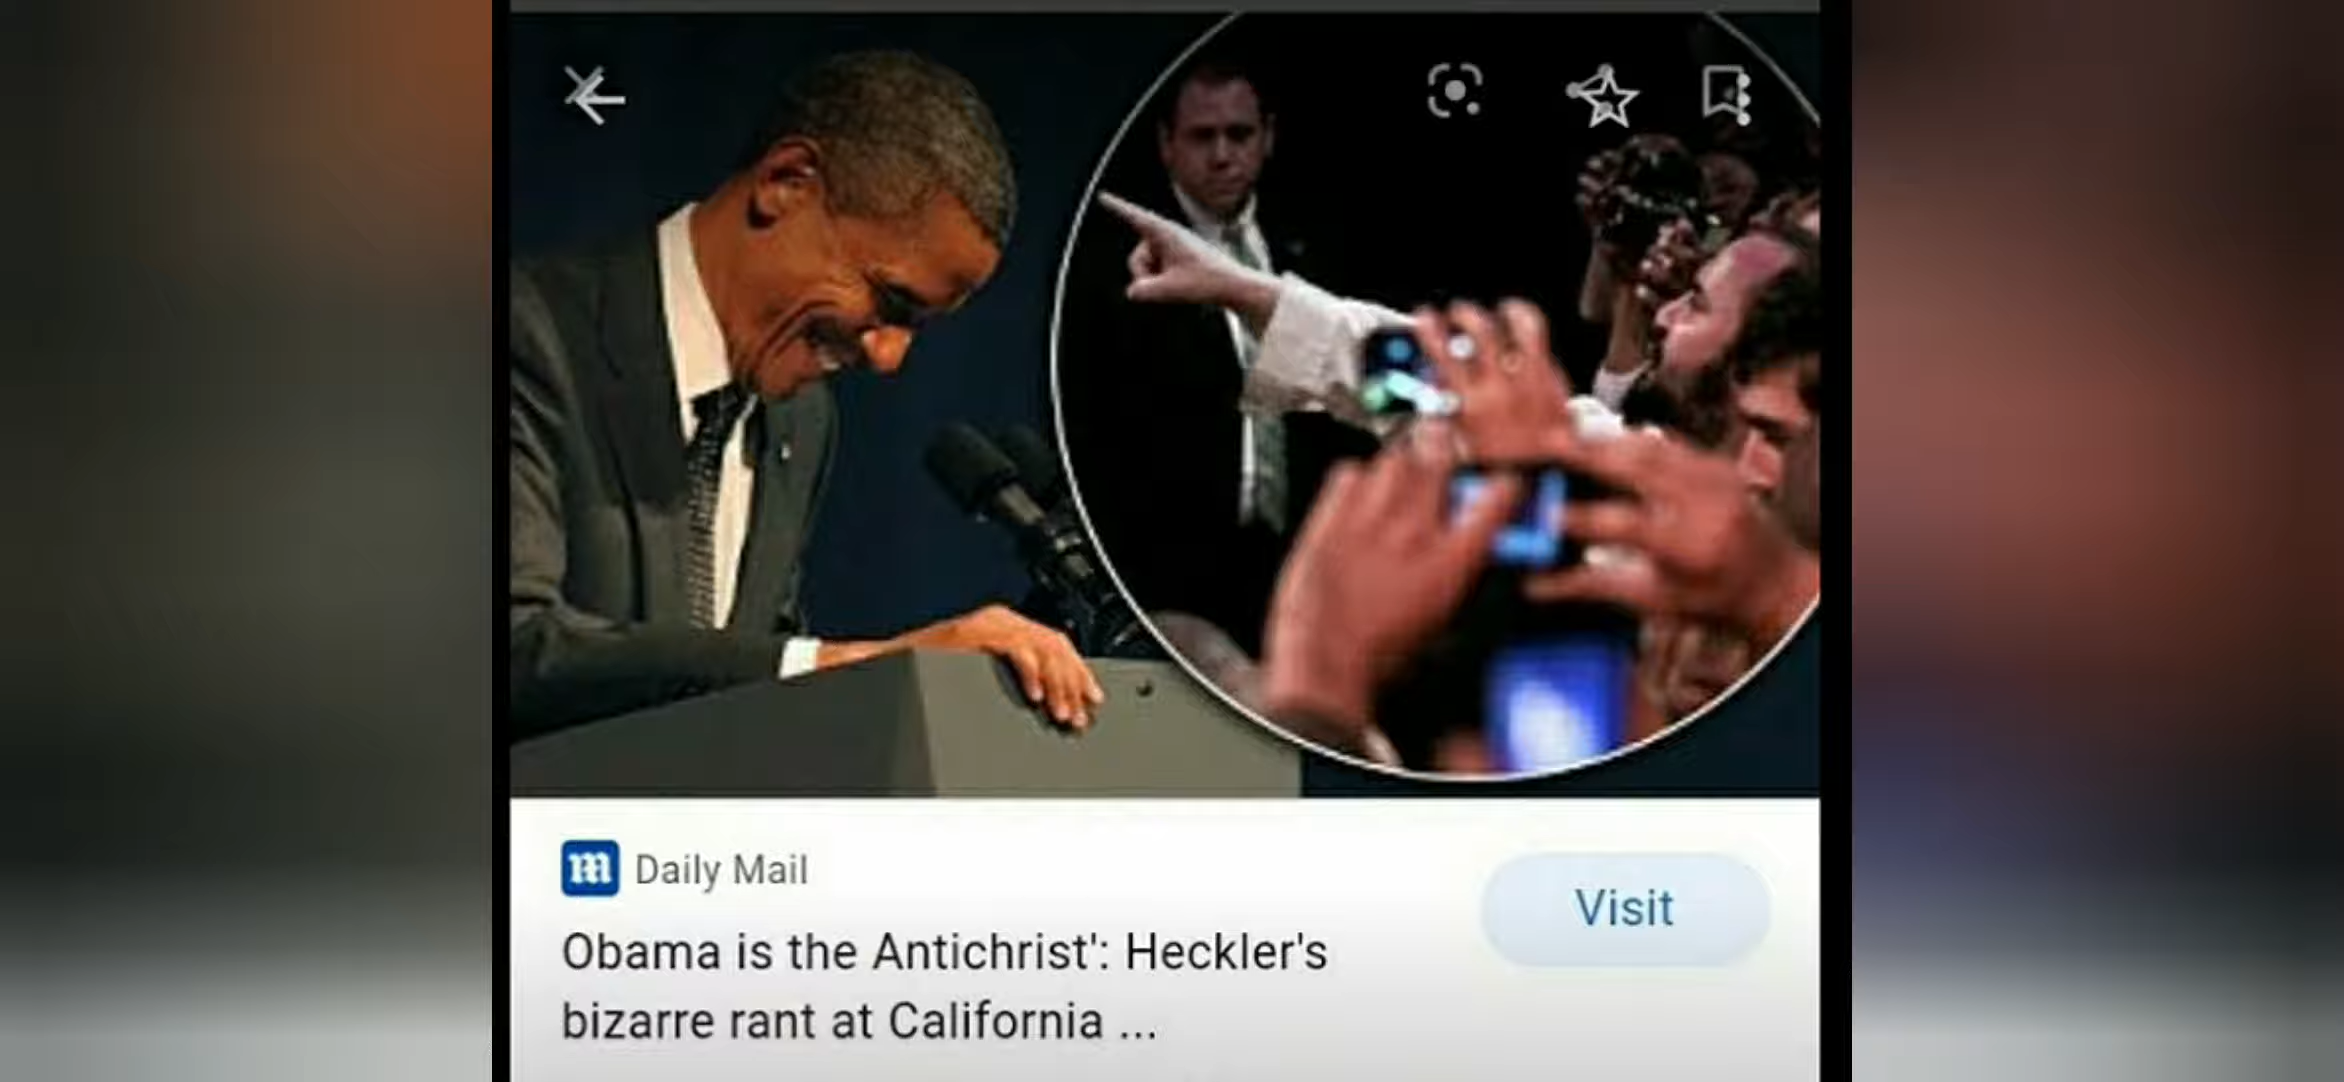 m Daily Mail
Visit
Obama is the Antichrist': Heckler's
bizarre rant at California ...